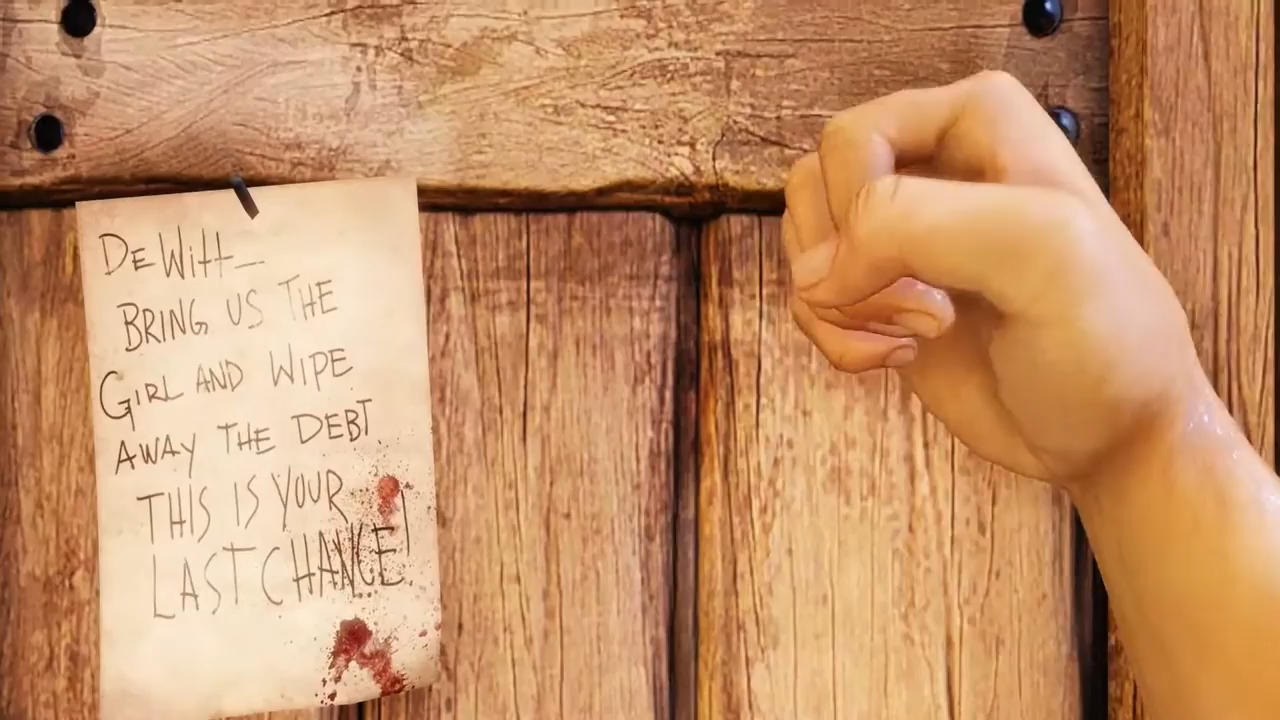 DEWitt—
BRING US THE
GIRL AND WIPE
AWAY THE DEBT.
THIS IS YOUR
LAST CHANCE!